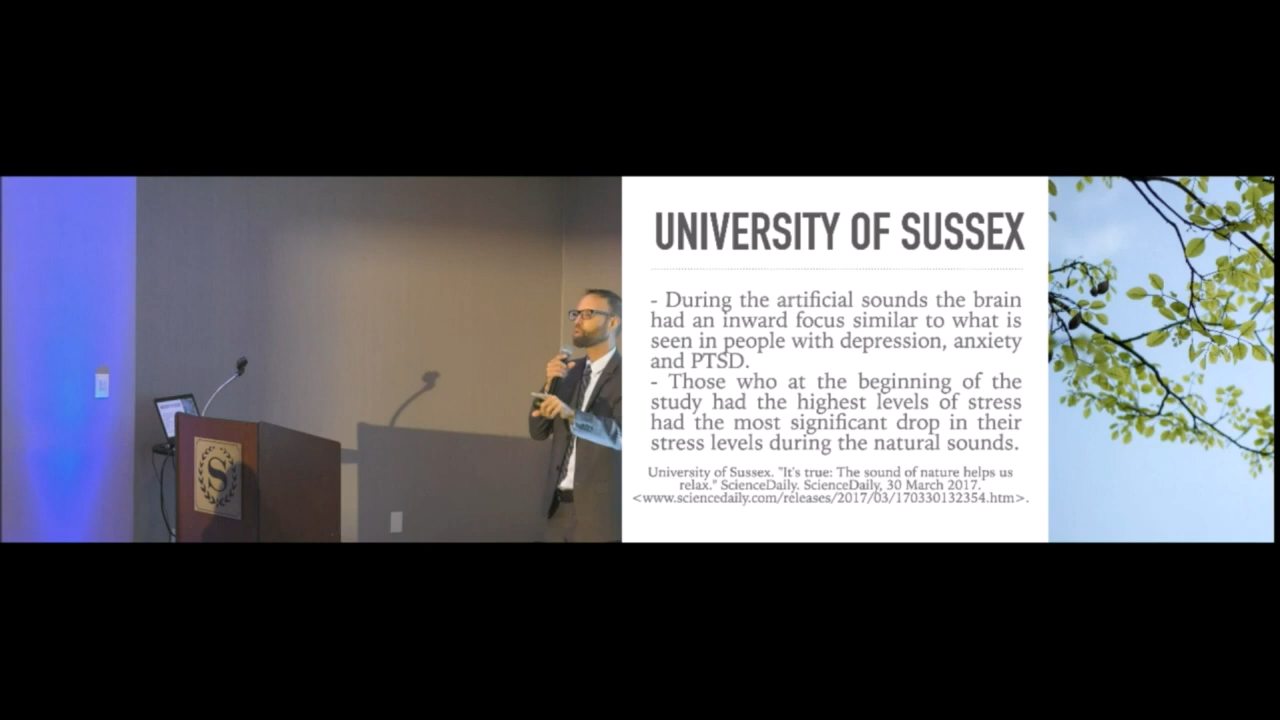 S
UNIVERSITY OF SUSSEX
- During the artificial sounds the brain
had an inward focus similar to what is
seen in people with depression, anxiety
and PTSD.
- Those who at the beginning of the
study had the highest levels of stress
had the most significant drop in their
stress levels during the natural sounds.
University of Sussex. "It's true: The sound of nature helps us
relax." ScienceDaily. ScienceDaily, 30 March 2017.
<www.sciencedaily.com/releases/2017/03/170330132354.htm>.